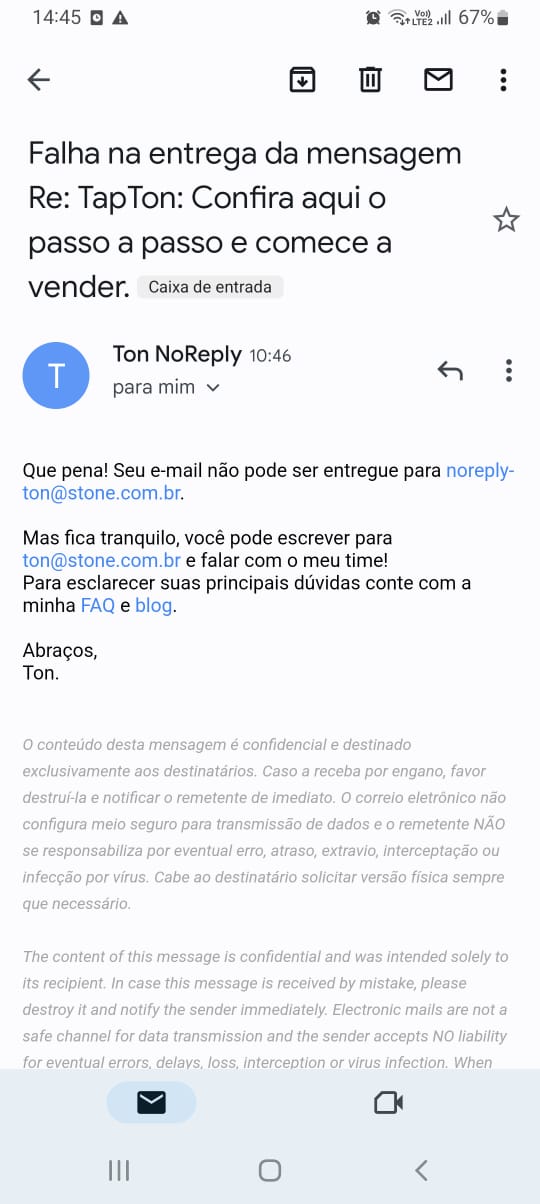 14:45
Vo))
LTE2
67%
Falha na entrega da mensagem
Re: TapTon: Confira aqui o
passo a passo e comece a
vender. Caixa de entrada
T
Ton NoReply 10:46
para mim
Que pena! Seu e-mail não pode ser entregue para noreply-
ton@stone.com.br.
Mas fica tranquilo, você pode escrever para
ton@stone.com.br e falar com o meu time!
Para esclarecer suas principais dúvidas conte com a
minha FAQ e blog.
Abraços,
Ton.
O conteúdo desta mensagem é confidencial e destinado
exclusivamente aos destinatários. Caso a receba por engano, favor
destruí-la e notificar o remetente de imediato. O correio eletrônico não
configura meio seguro para transmissão de dados e o remetente NÃO
se responsabiliza por eventual erro, atraso, extravio, interceptação ou
infecção por vírus. Cabe ao destinatário solicitar versão física sempre
que necessário.
The content of this message is confidential and was intended solely to
its recipient. In case this message is received by mistake, please
destroy it and notify the sender immediately. Electronic mails are not a
safe channel for data transmission and the sender accepts NO liability
for eventual errors, delays, loss, interception or virus infection. When